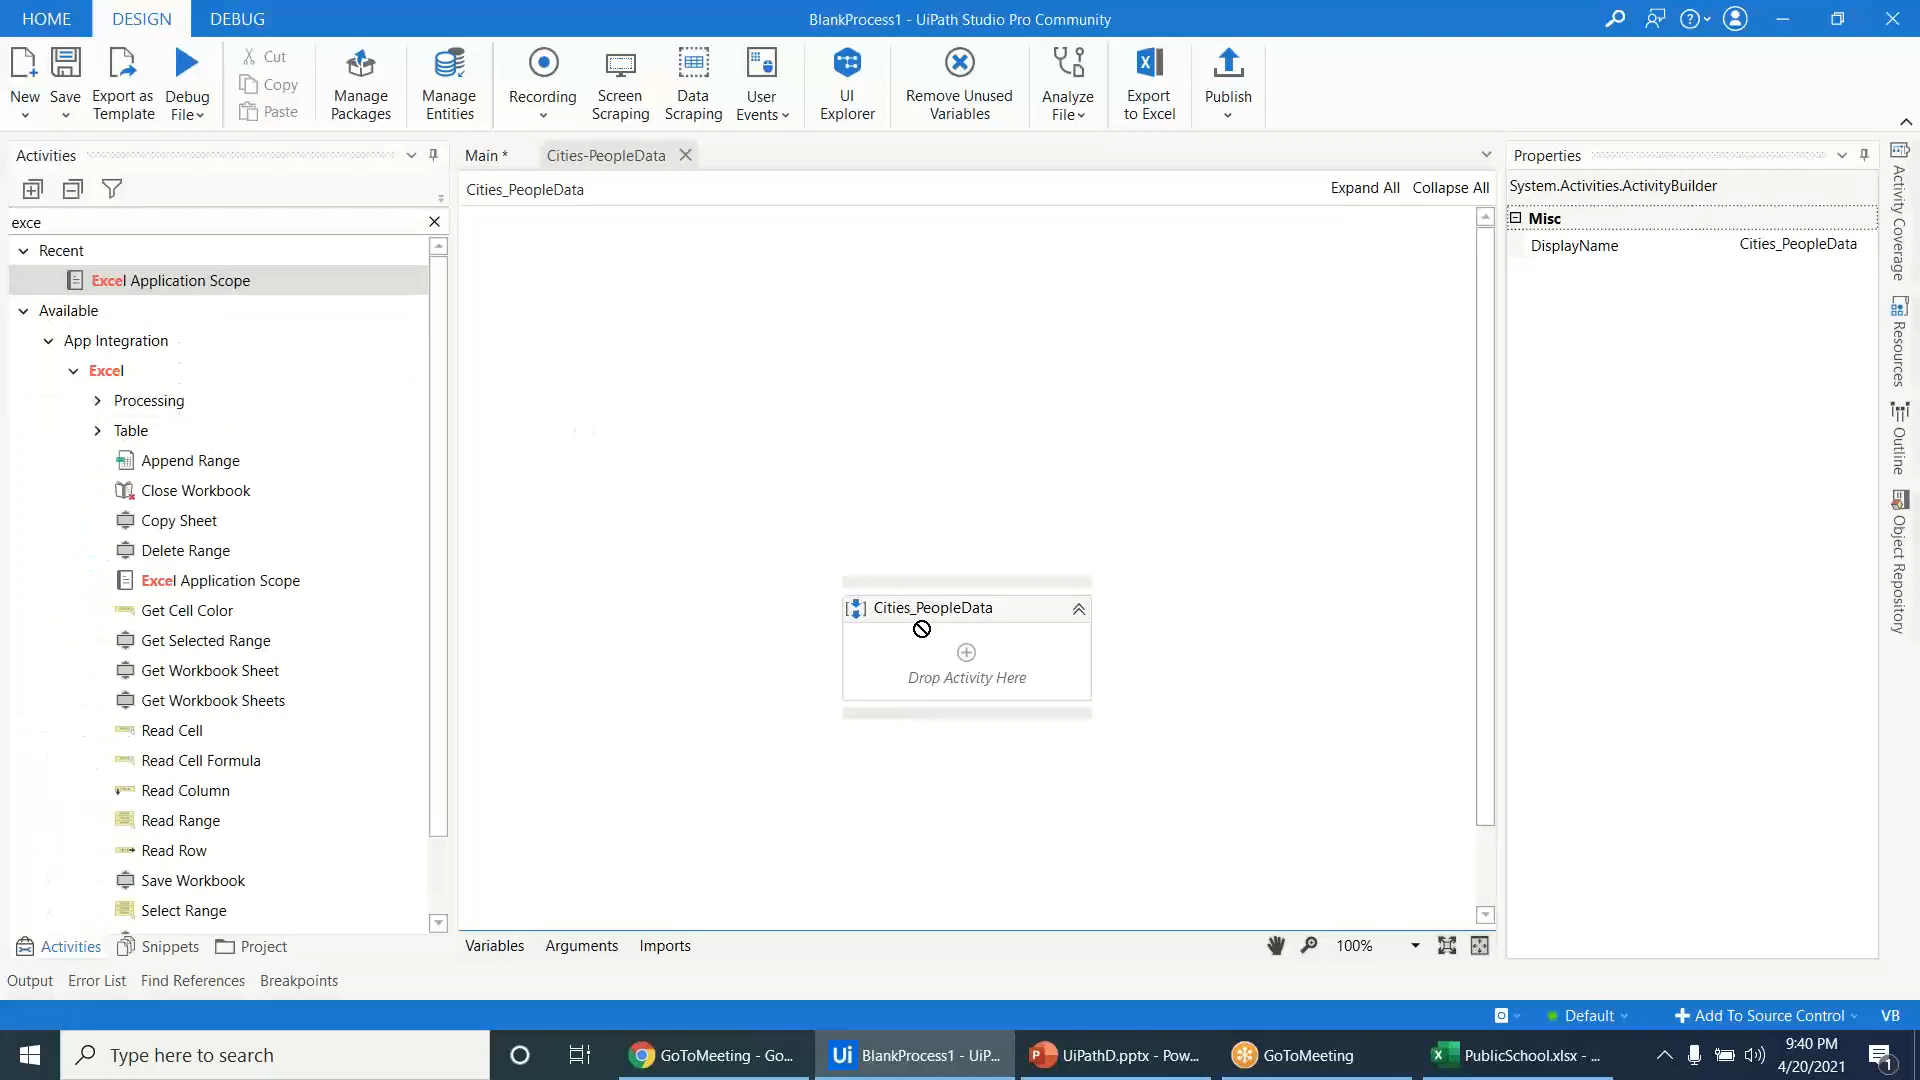 HOME
DESIGN
DEBUG
BlankProcess1 - UiPath Studio Pro Community
New
Save
Export as Template
Debug File
Cut
Copy
Paste
Manage Packages
Manage Entities
Recording
Screen Scraping
Data Scraping
User Events
UI Explorer
Remove Unused Variables
Analyze File
Export to Excel
Publish
Activities
exce
Recent
Excel Application Scope
Available
App Integration
Excel
Processing
Table
Append Range
Close Workbook
Copy Sheet
Delete Range
Excel Application Scope
Get Cell Color
Get Selected Range
Get Workbook Sheet
Get Workbook Sheets
Read Cell
Read Cell Formula
Read Column
Read Range
Read Row
Save Workbook
Select Range
Activities
Snippets
Project
Main *
Cities-PeopleData
Cities_PeopleData
Expand All
Collapse All
Cities_PeopleData
Drop Activity Here
Variables
Arguments
Imports
100%
Properties
System.Activities.ActivityBuilder
Misc
DisplayName
Cities_PeopleData
Activity Coverage
Resources
Outline
Object Repository
Output
Error List
Find References
Breakpoints
Default
Add To Source Control
VB
Type here to search
GoToMeeting - Go...
Ui
BlankProcess1 - UiP...
UiPathD.pptx - Pow...
GoToMeeting
PublicSchool.xlsx - ...
9:40 PM
4/20/2021
1